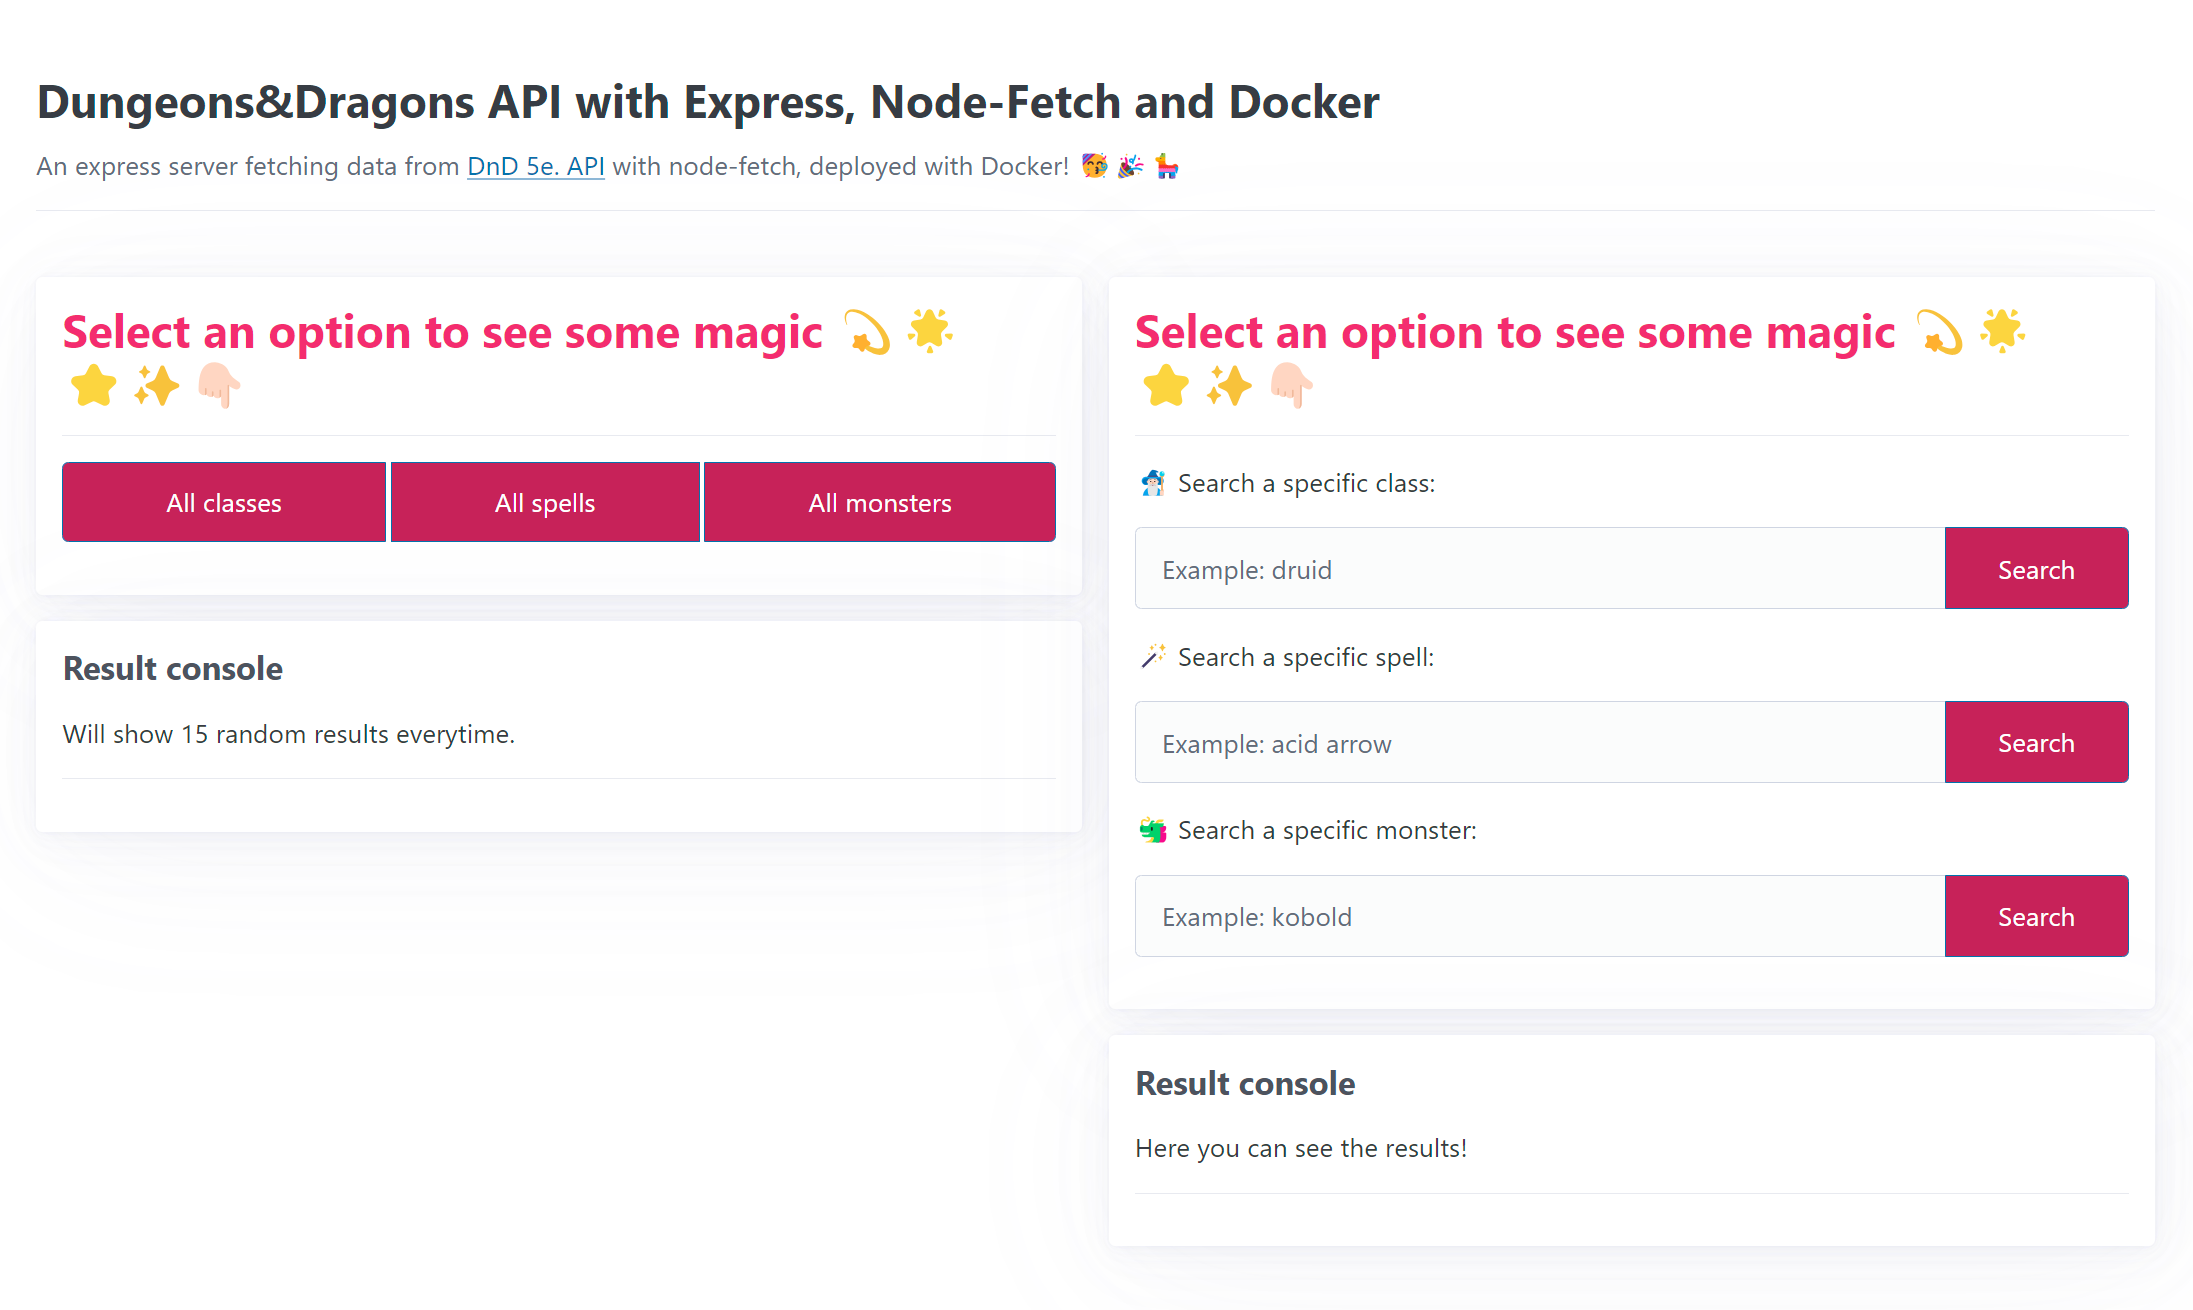 Dungeons&Dragons API with Express, Node-Fetch and Docker
An express server fetching data from DnD 5e. API with node-fetch, deployed with Docker! 🥳 🎉 🪅
Select an option to see some magic 💫 🌟
⭐ ✨ 👇🏻
All classes
All spells
All monsters
Result console
Will show 15 random results everytime.
Select an option to see some magic 💫 🌟
⭐ ✨ 👇🏻
🧙🏻‍♂️ Search a specific class:
Example: druid
Search
🪄 Search a specific spell:
Example: acid arrow
Search
🐲 Search a specific monster:
Example: kobold
Search
Result console
Here you can see the results!